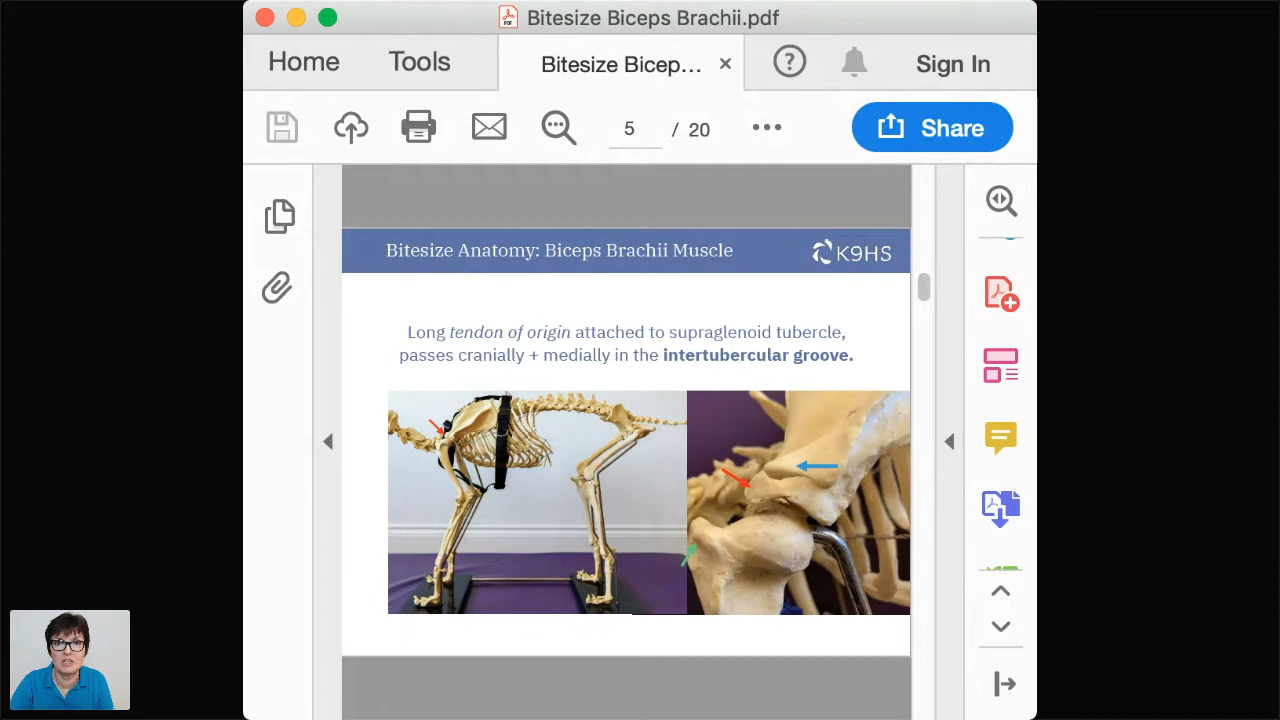 Bitesize Biceps Brachii.pdf
Home Tools Bitesize Bicep... Sign In
5 / 20 Share
Bitesize Anatomy: Biceps Brachii Muscle K9HS
Long tendon of origin attached to supraglenoid tubercle,
passes cranially + medially in the intertubercular groove.